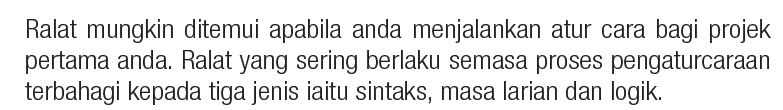 Ralat mungkin ditemui apabila anda menjalankan atur cara bagi projek
pertama anda. Ralat yang sering berlaku semasa proses pengaturcaraan
terbahagi kepada tiga jenis iaitu sintaks, masa larian dan logik.